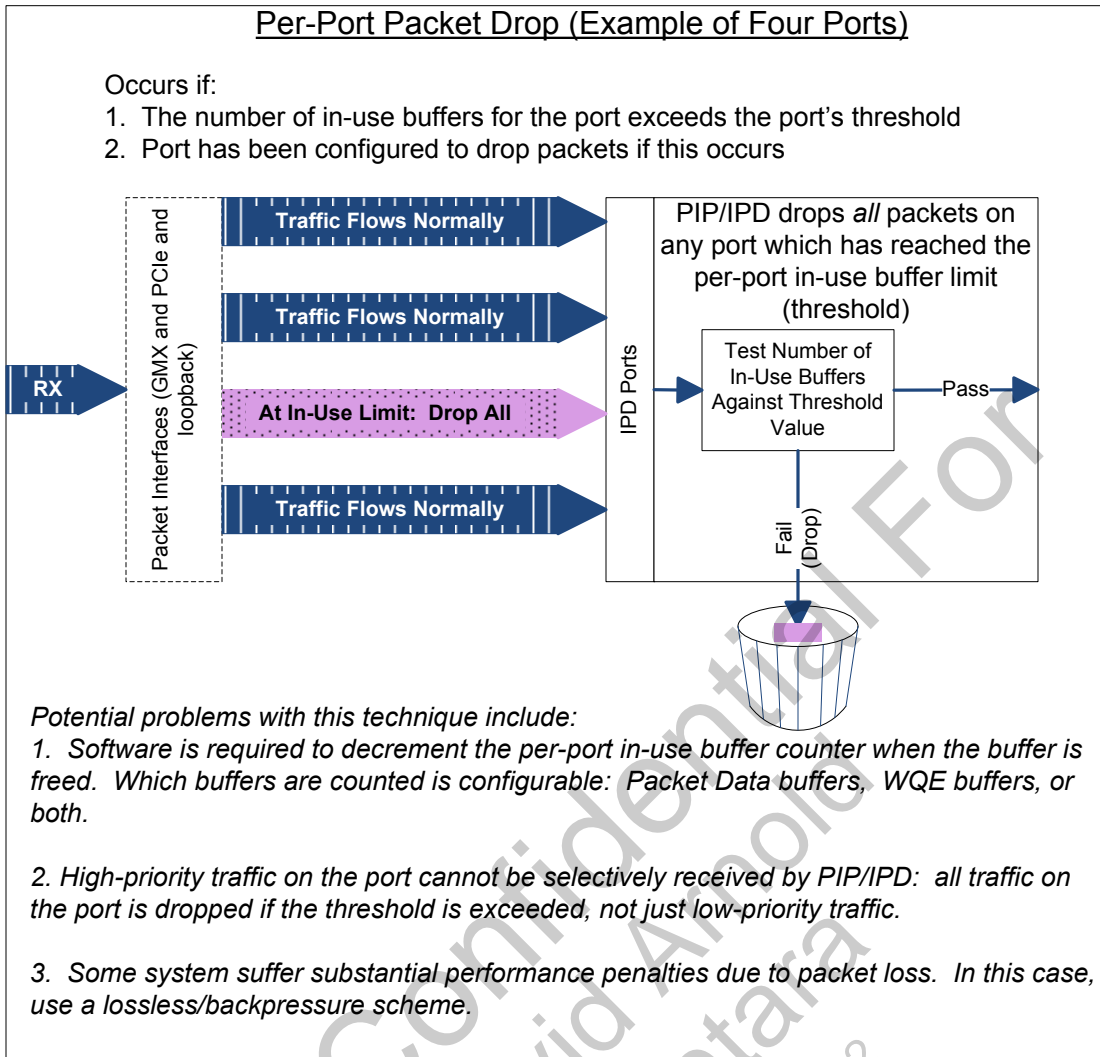 Per-Port Packet Drop (Example of Four Ports)
Occurs if:
1. The number of in-use buffers for the port exceeds the port's threshold
2. Port has been configured to drop packets if this occurs
RX
Packet Interfaces (GMX and PCIe and
loopback)
Traffic Flows Normally
Traffic Flows Normally
At In-Use Limit: Drop All
Traffic Flows Normally
IPD Ports
PIP/IPD drops all packets on
any port which has reached the
per-port in-use buffer limit
(threshold)
Test Number of
In-Use Buffers
Against Threshold
Value
Pass
Fail
(Drop)
Potential problems with this technique include:
1. Software is required to decrement the per-port in-use buffer counter when the buffer is
freed. Which buffers are counted is configurable: Packet Data buffers, WQE buffers, or
both.
2. High-priority traffic on the port cannot be selectively received by PIP/IPD: all traffic on
the port is dropped if the threshold is exceeded, not just low-priority traffic.
3. Some system suffer substantial performance penalties due to packet loss. In this case,
use a lossless/backpressure scheme.
Confidential For
Arnold